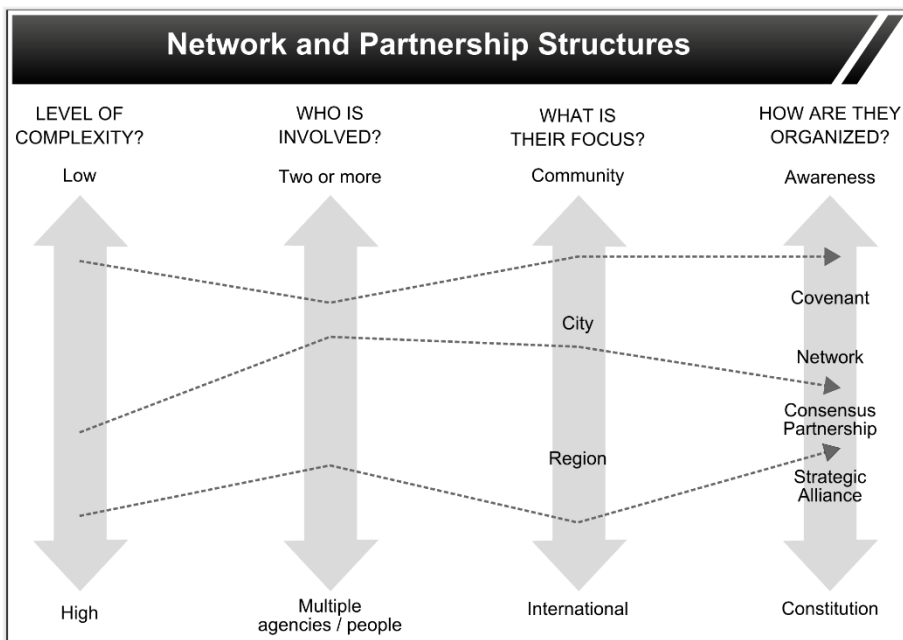 Network and Partnership Structures
LEVEL OF
COMPLEXITY?
WHO IS
INVOLVED?
WHAT IS
THEIR FOCUS?
HOW ARE THEY
ORGANIZED?
Low
Two or more
Community
Awareness
Covenant
City
Network
Consensus
Partnership
Region
Strategic
Alliance
High
Multiple
agencies / people
International
Constitution